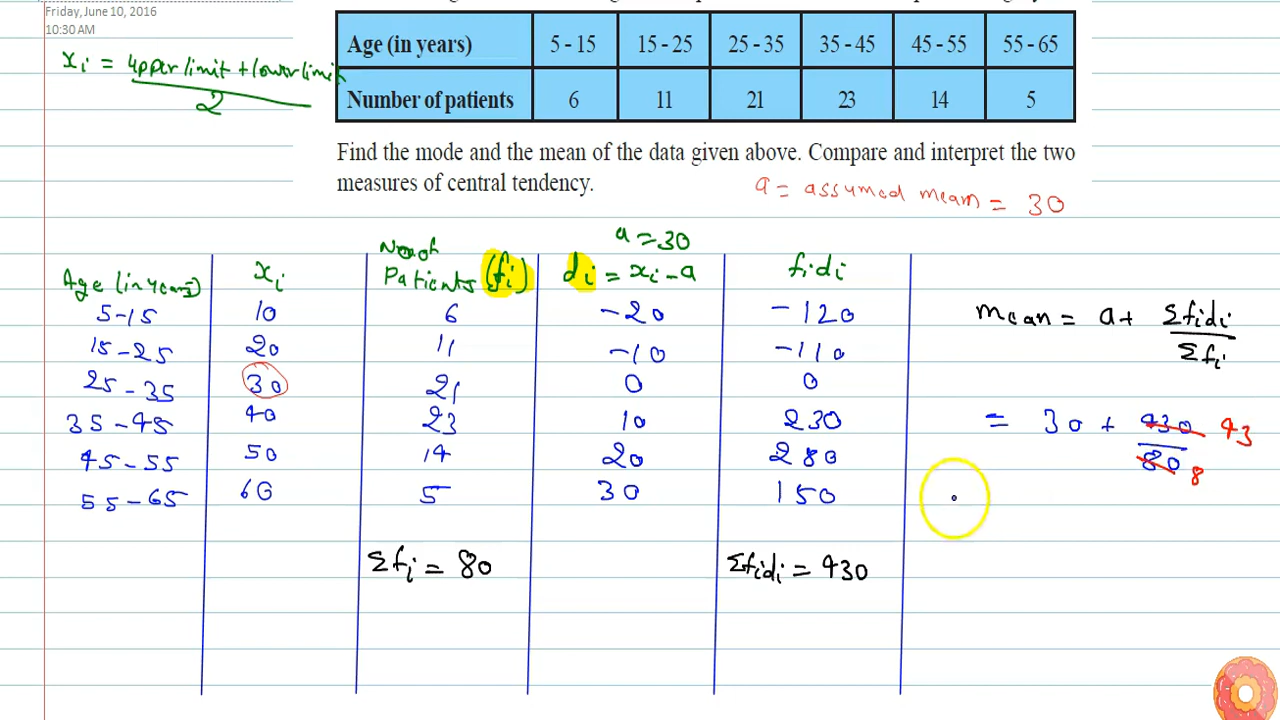 Friday, June 10, 2016
10:30 AM
xi = upper limit + lower limit
2
Age (in years) 5 - 15 15 - 25 25 - 35 35 - 45 45 - 55 55 - 65
Number of patients 6 11 21 23 14 5
Find the mode and the mean of the data given above. Compare and interpret the two
measures of central tendency.
a = assumed mean = 30
Age (in years) xi No of Patients (fi) a = 30 di = xi - a fidi
5-15 10 6 -20 -120
15-25 20 11 -10 -110
25-35 30 21 0 0
35-45 40 23 10 230
45-55 50 14 20 280
55-65 60 5 30 150
Σfi = 80 Σfidi = 430
mean = a + Σfidi
Σfi
= 30 + 430 43
80 8